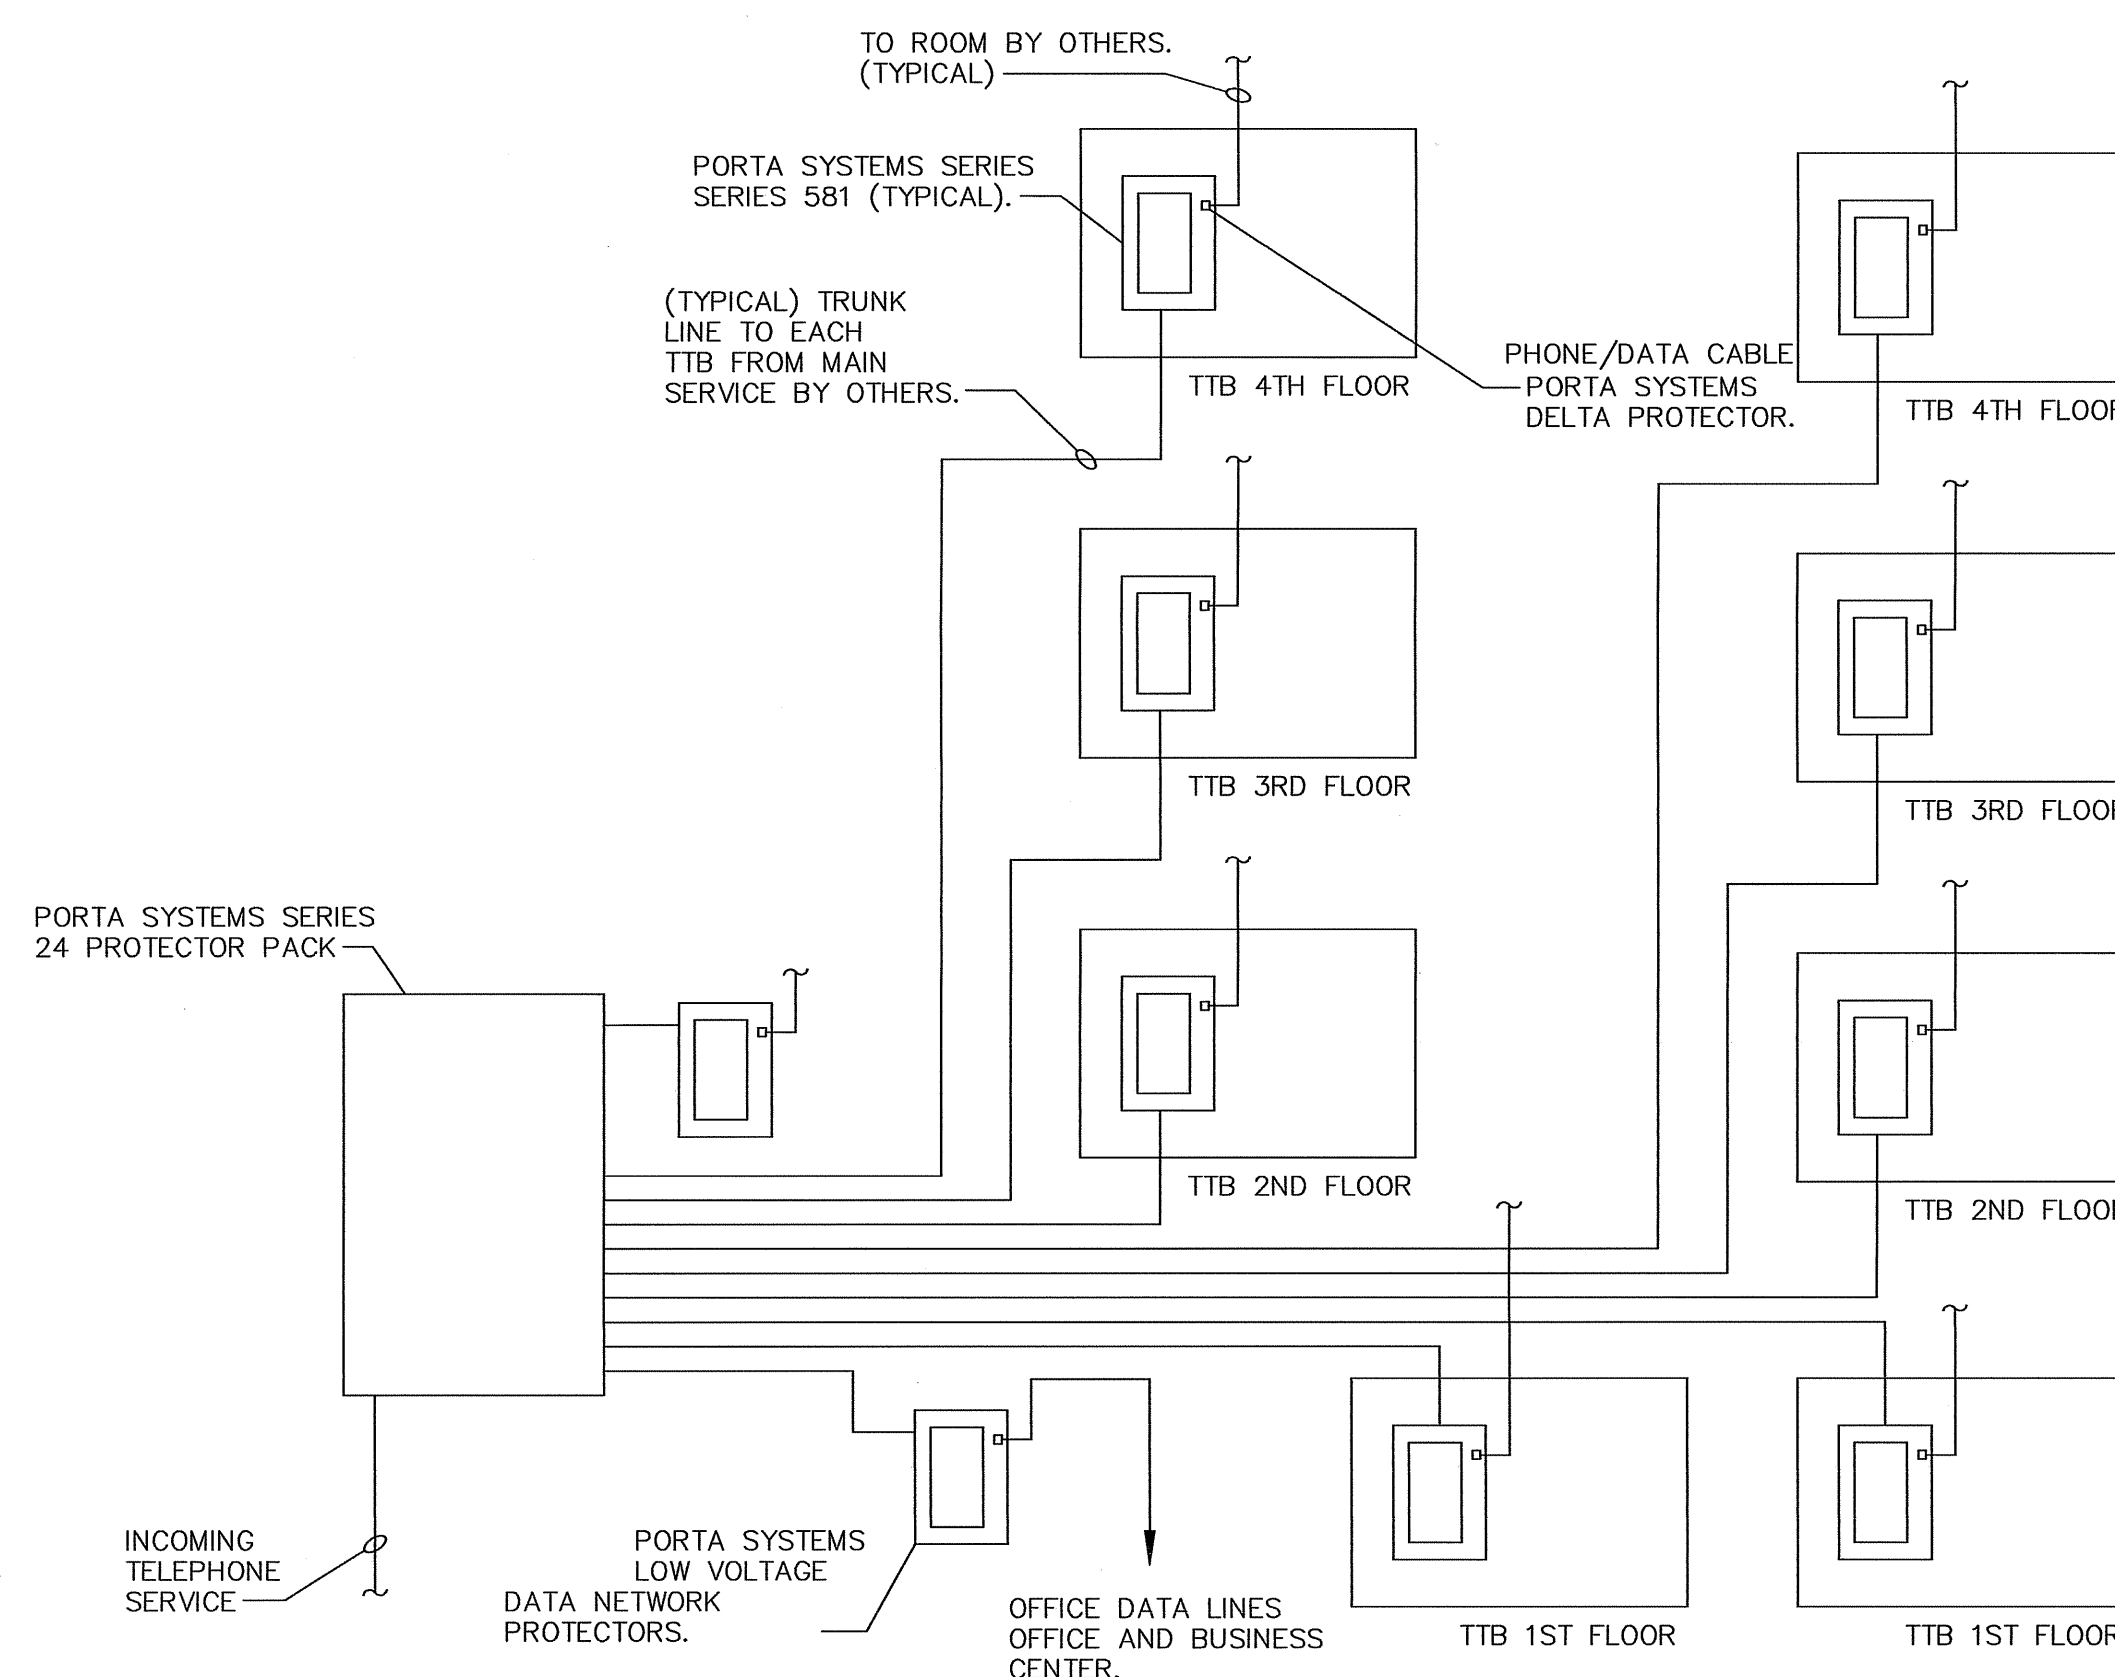 TO ROOM BY OTHERS.
(TYPICAL)
PORTA SYSTEMS SERIES
SERIES 581 (TYPICAL).
(TYPICAL) TRUNK
LINE TO EACH
TTB FROM MAIN
SERVICE BY OTHERS.
TTB 4TH FLOOR
PHONE/DATA CABLE
PORTA SYSTEMS
DELTA PROTECTOR.
TTB 4TH FLOOR
TTB 3RD FLOOR
TTB 3RD FLOOR
PORTA SYSTEMS SERIES
24 PROTECTOR PACK
TTB 2ND FLOOR
TTB 2ND FLOOR
INCOMING
TELEPHONE
SERVICE
PORTA SYSTEMS
LOW VOLTAGE
DATA NETWORK
PROTECTORS.
OFFICE DATA LINES
OFFICE AND BUSINESS
CENTER.
TTB 1ST FLOOR
TTB 1ST FLOOR